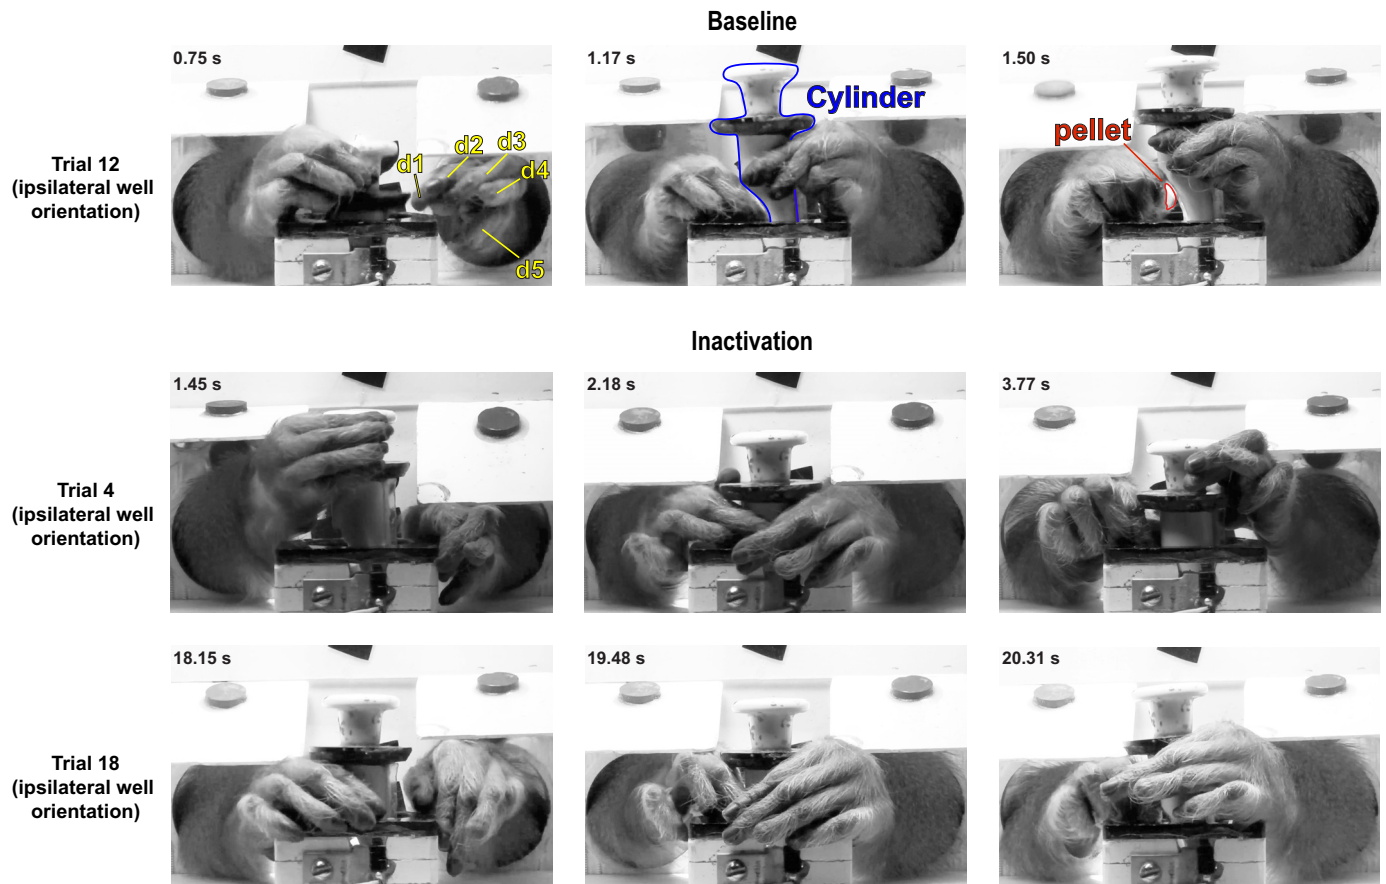 Baseline
0.75 s
1.17 s
1.50 s
Cylinder
pellet
d1
d2
d3
d4
d5
Trial 12
(ipsilateral well
orientation)
Inactivation
1.45 s
2.18 s
3.77 s
Trial 4
(ipsilateral well
orientation)
18.15 s
19.48 s
20.31 s
Trial 18
(ipsilateral well
orientation)